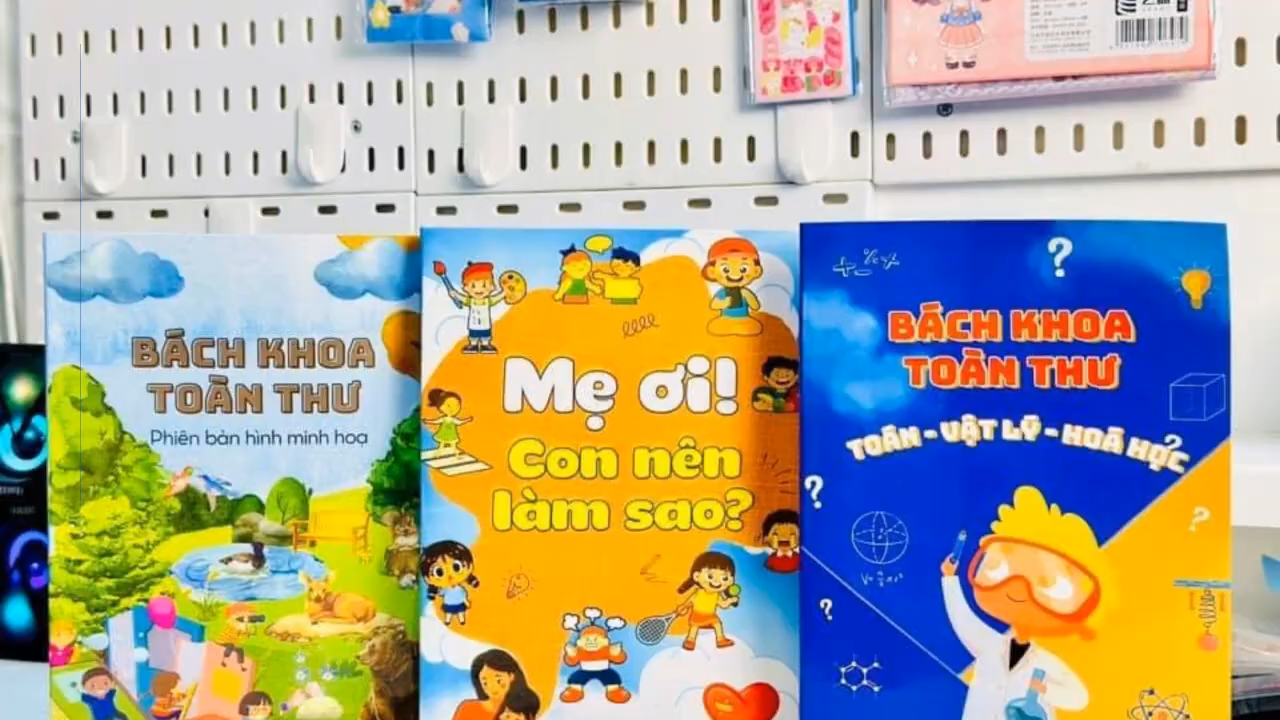 BÁCH KHOA
TOÀN THƯ
Phiên bản hình minh hoạ
Mẹ ơi!
Con nên
làm sao?
BÁCH KHOA
TOÀN THƯ
TOÁN - VẬT LÝ - HOÁ HỌC